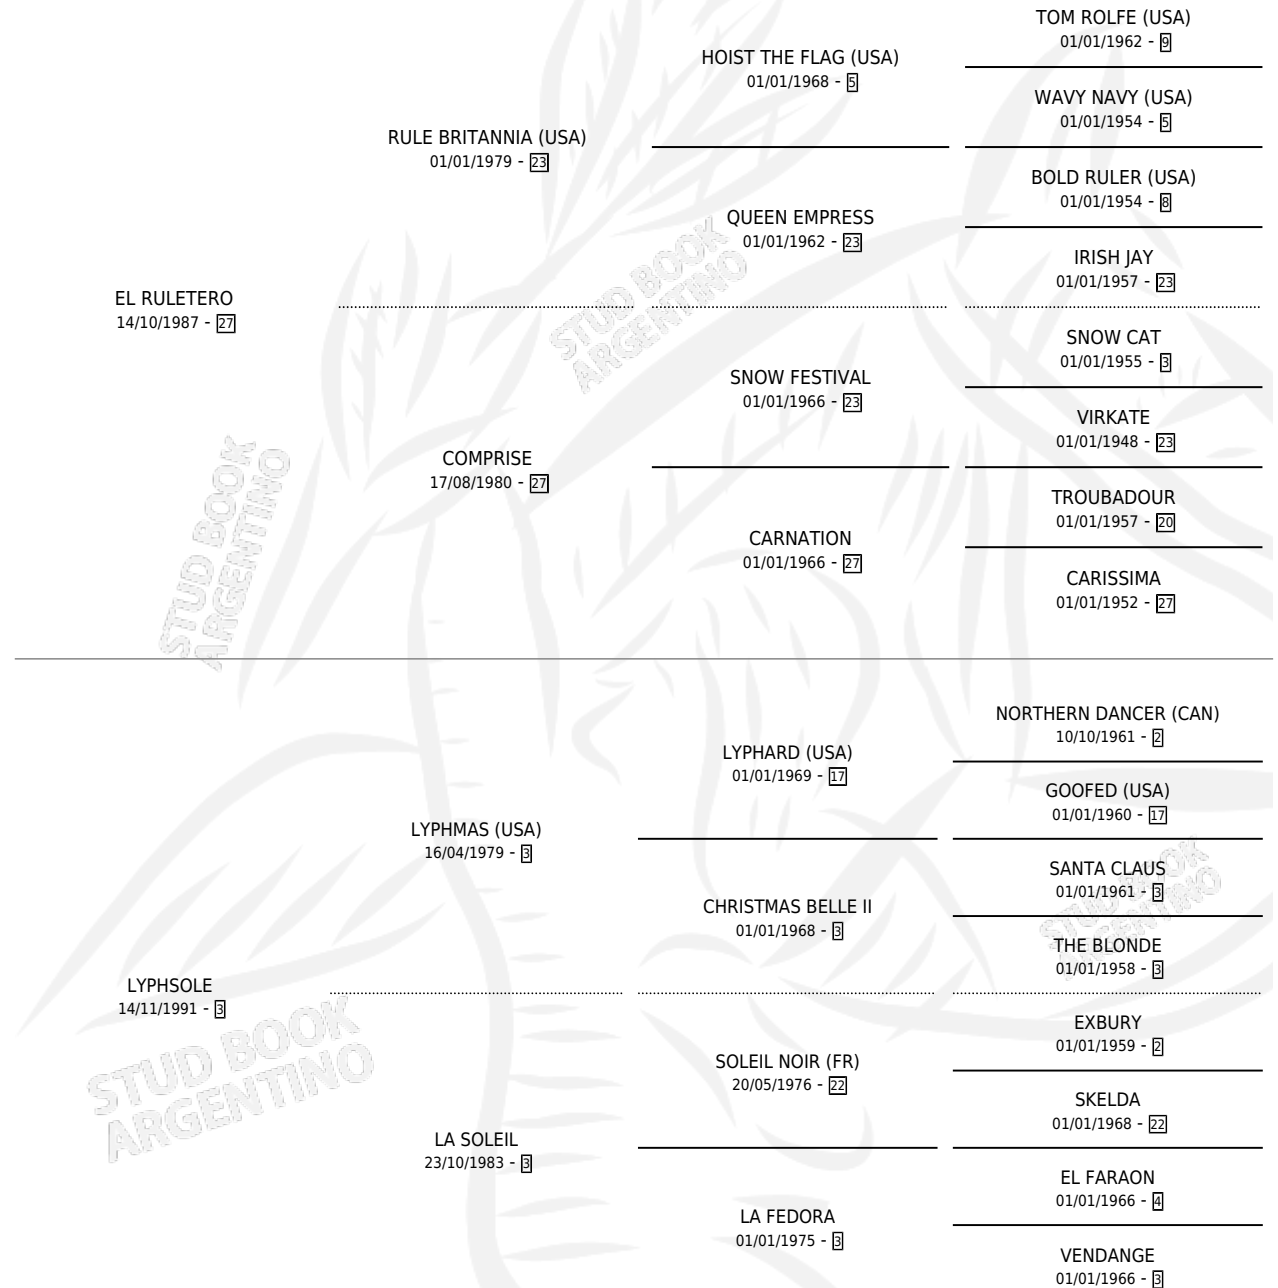 TOM ROLFE (USA)
01/01/1962 - 9
HOIST THE FLAG (USA)
01/01/1968 - 5
WAVY NAVY (USA)
01/01/1954 - 5
RULE BRITANNIA (USA)
01/01/1979 - 23
BOLD RULER (USA)
01/01/1954 - 8
QUEEN EMPRESS
01/01/1962 - 23
IRISH JAY
01/01/1957 - 23
EL RULETERO
14/10/1987 - 27
STUD BOOK
ARGENTINO
SNOW CAT
01/01/1955 - 3
SNOW FESTIVAL
01/01/1966 - 23
VIRKATE
01/01/1948 - 23
COMPRISE
17/08/1980 - 27
TROUBADOUR
01/01/1957 - 20
CARNATION
01/01/1966 - 27
CARISSIMA
01/01/1952 - 27
STUD BOOK
ARGENTINO
NORTHERN DANCER (CAN)
10/10/1961 - 2
LYPHARD (USA)
01/01/1969 - 17
GOOFED (USA)
01/01/1960 - 17
LYPHMAS (USA)
16/04/1979 - 3
SANTA CLAUS
01/01/1961 - 3
CHRISTMAS BELLE II
01/01/1968 - 3
STUD BOOK
ARGENTINO
THE BLONDE
01/01/1958 - 3
LYPHSOLE
14/11/1991 - 3
EXBURY
01/01/1959 - 2
SOLEIL NOIR (FR)
20/05/1976 - 22
SKELDA
01/01/1968 - 22
STUD BOOK
ARGENTINO
LA SOLEIL
23/10/1983 - 3
EL FARAON
01/01/1966 - 4
LA FEDORA
01/01/1975 - 3
VENDANGE
01/01/1966 - 3